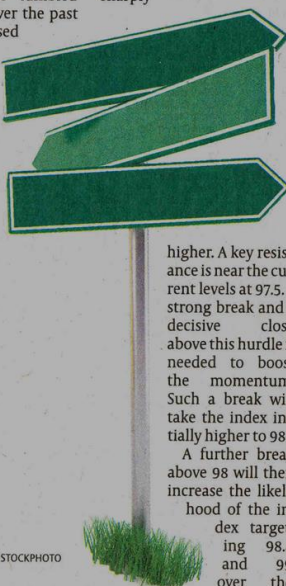 ver the past
sed
higher. A key resis
ance is near the cu
rent levels at 97.5.
strong break and
decisive clos
above this hurdle
needed to boos
the momentum
Such a break wi
take the index in
tially higher to 98
A further brea
above 98 will the
increase the likel
hood of the in
dex target
ing 98.
and 99
over th
STOCKPHOTO